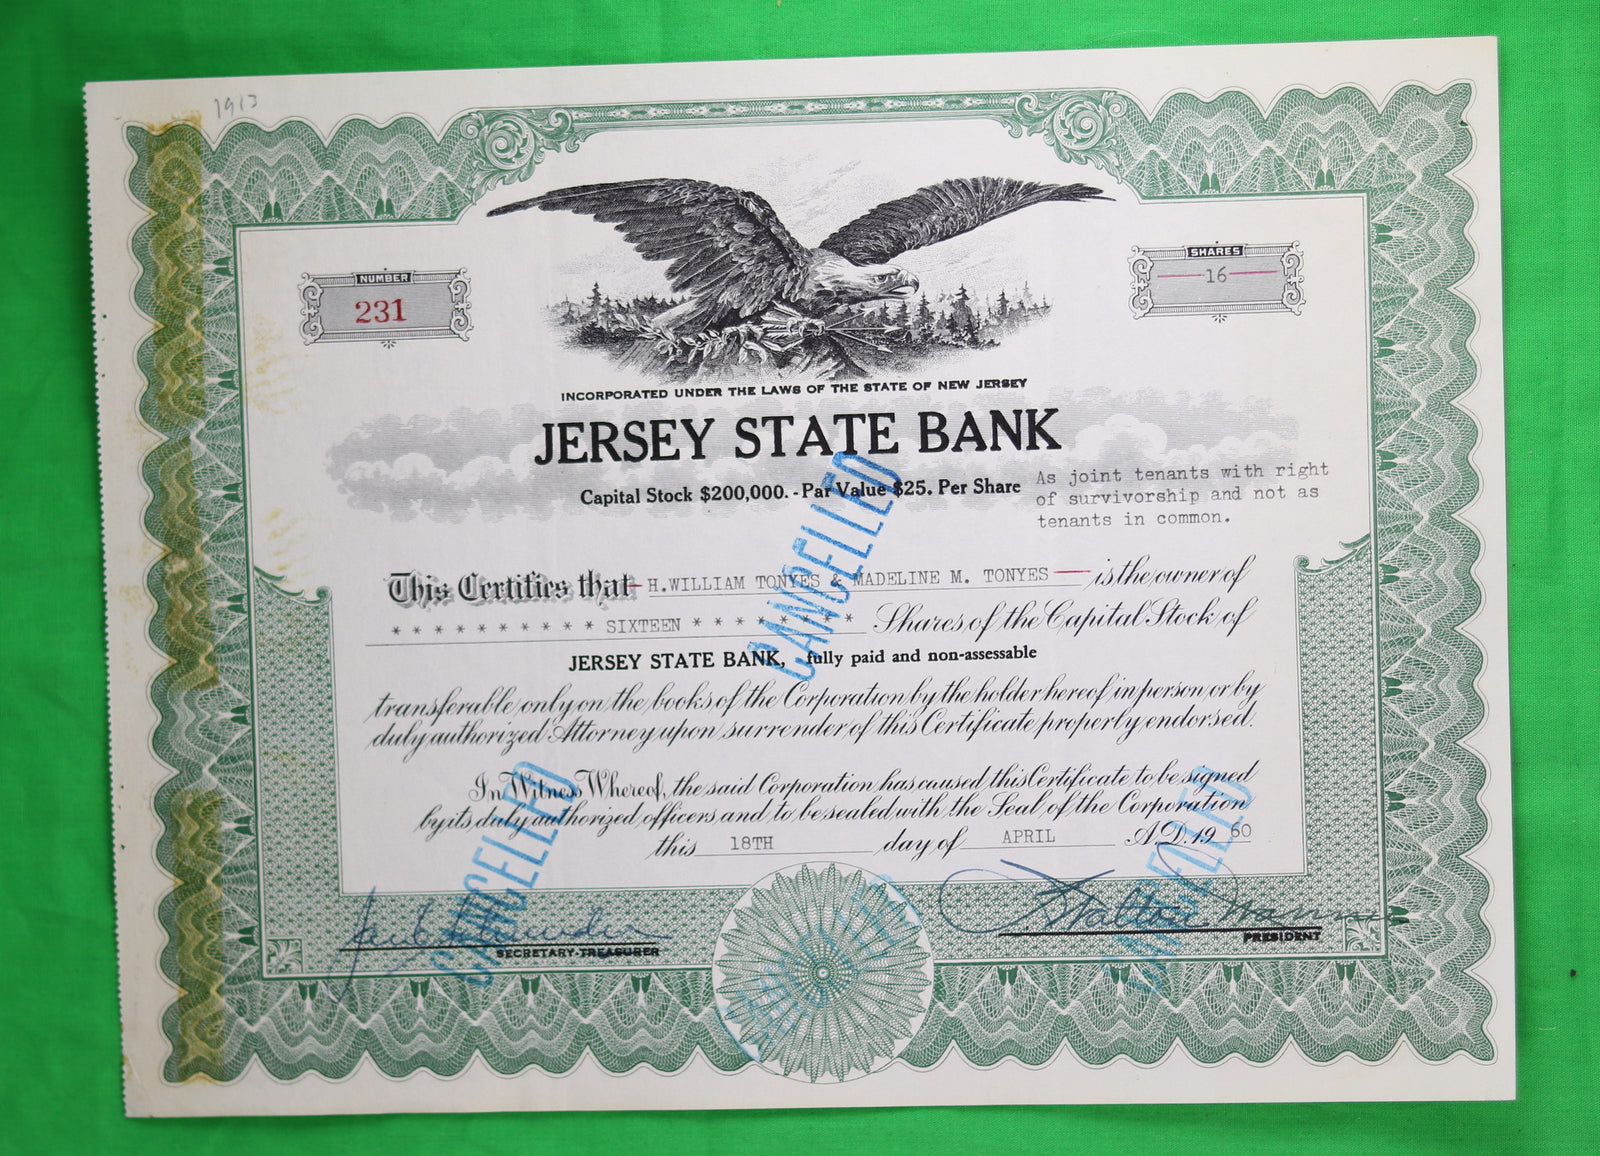 1913
NUMBER
231
SHARES
16
INCORPORATED UNDER THE LAWS OF THE STATE OF NEW JERSEY
JERSEY STATE BANK
Capital Stock $200,000. - Par Value $25. Per Share
As joint tenants with right
of survivorship and not as
tenants in common.
This Certifies that H.WILLIAM TONYES & MADELINE M. TONYES is the owner of
* * * * * * * * * * SIXTEEN * * * * * * * * Shares of the Capital Stock of
JERSEY STATE BANK, fully paid and non-assessable
transferable only on the books of the Corporation by the holder hereof in person or by
duly authorized Attorney upon surrender of this Certificate properly endorsed.
In Witness Whereof, the said Corporation has caused this Certificate to be signed
by its duly authorized officers and to be sealed with the Seal of the Corporation
this 18TH day of APRIL A.D. 19 60
SECRETARY-TREASURER
PRESIDENT
CANCELLED
CANCELLED
CANCELLED
CANCELLED